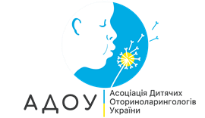 АДОУ
Асоціація Дитячих
Оториноларингологів
України